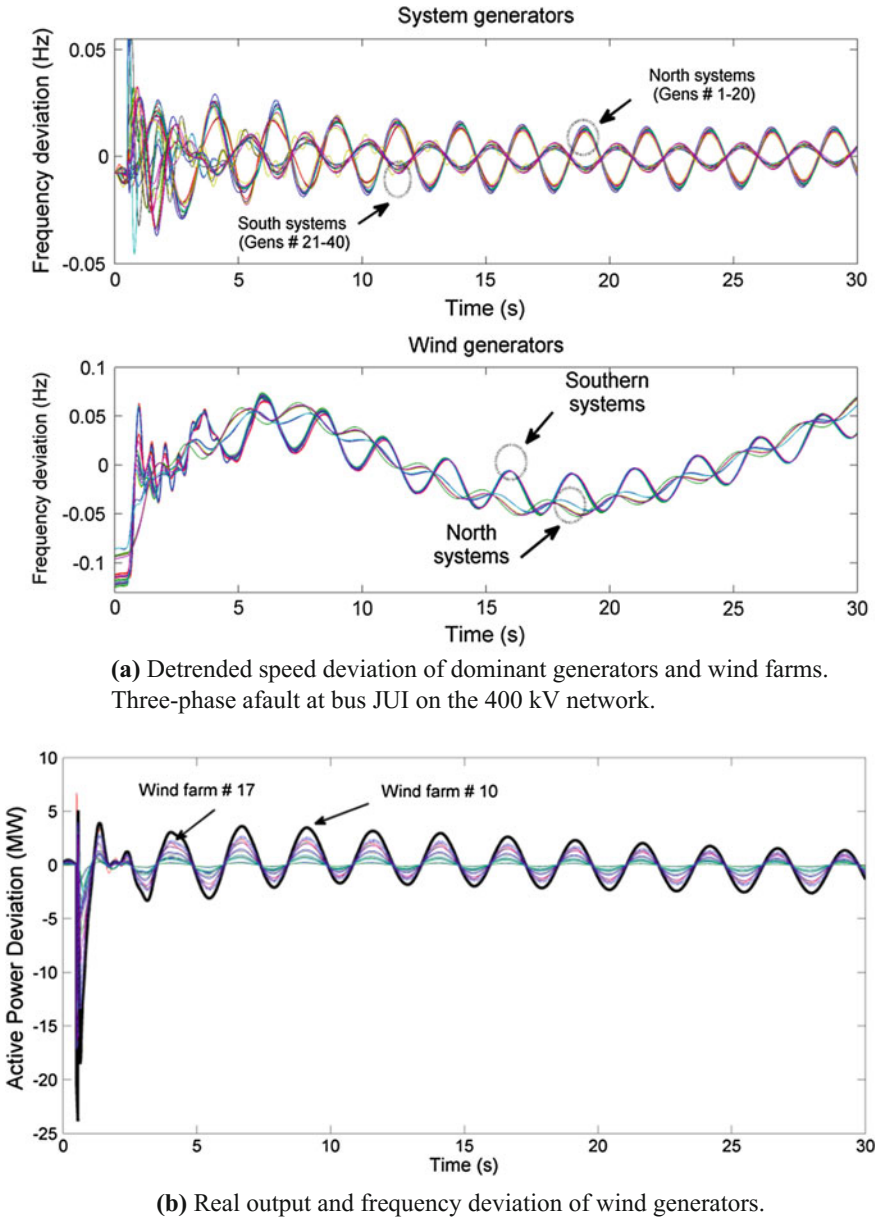 System generators
Frequency deviation (Hz)
0.05
0
-0.05
North systems
(Gens # 1-20)
South systems
(Gens # 21-40)
0 5 10 15 20 25 30
Time (s)
Wind generators
Frequency deviation (Hz)
0.1
0.05
0
-0.05
-0.1
Southern
systems
North
systems
0 5 10 15 20 25 30
Time (s)
(a) Detrended speed deviation of dominant generators and wind farms.
Three-phase afault at bus JUI on the 400 kV network.
Active Power Deviation (MW)
10
5
0
-5
-10
-15
-20
-25
Wind farm # 17
Wind farm # 10
0 5 10 15 20 25 30
Time (s)
(b) Real output and frequency deviation of wind generators.